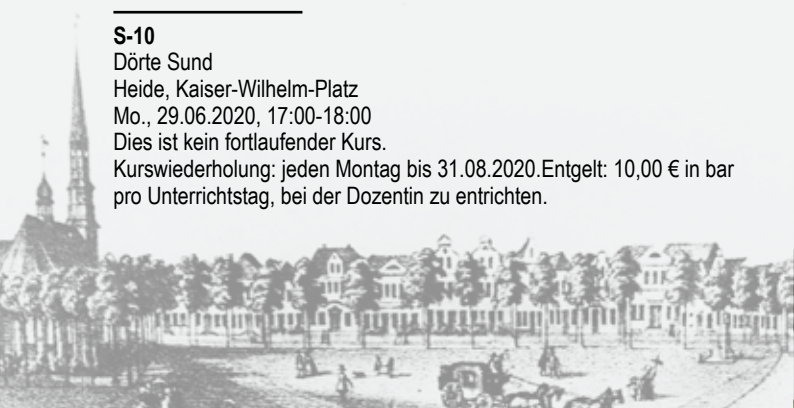 S-10
Dörte Sund
Heide, Kaiser-Wilhelm-Platz
Mo., 29.06.2020, 17:00-18:00
Dies ist kein fortlaufender Kurs.
Kurswiederholung: jeden Montag bis 31.08.2020.Entgelt: 10,00 € in bar
pro Unterrichtstag, bei der Dozentin zu entrichten.